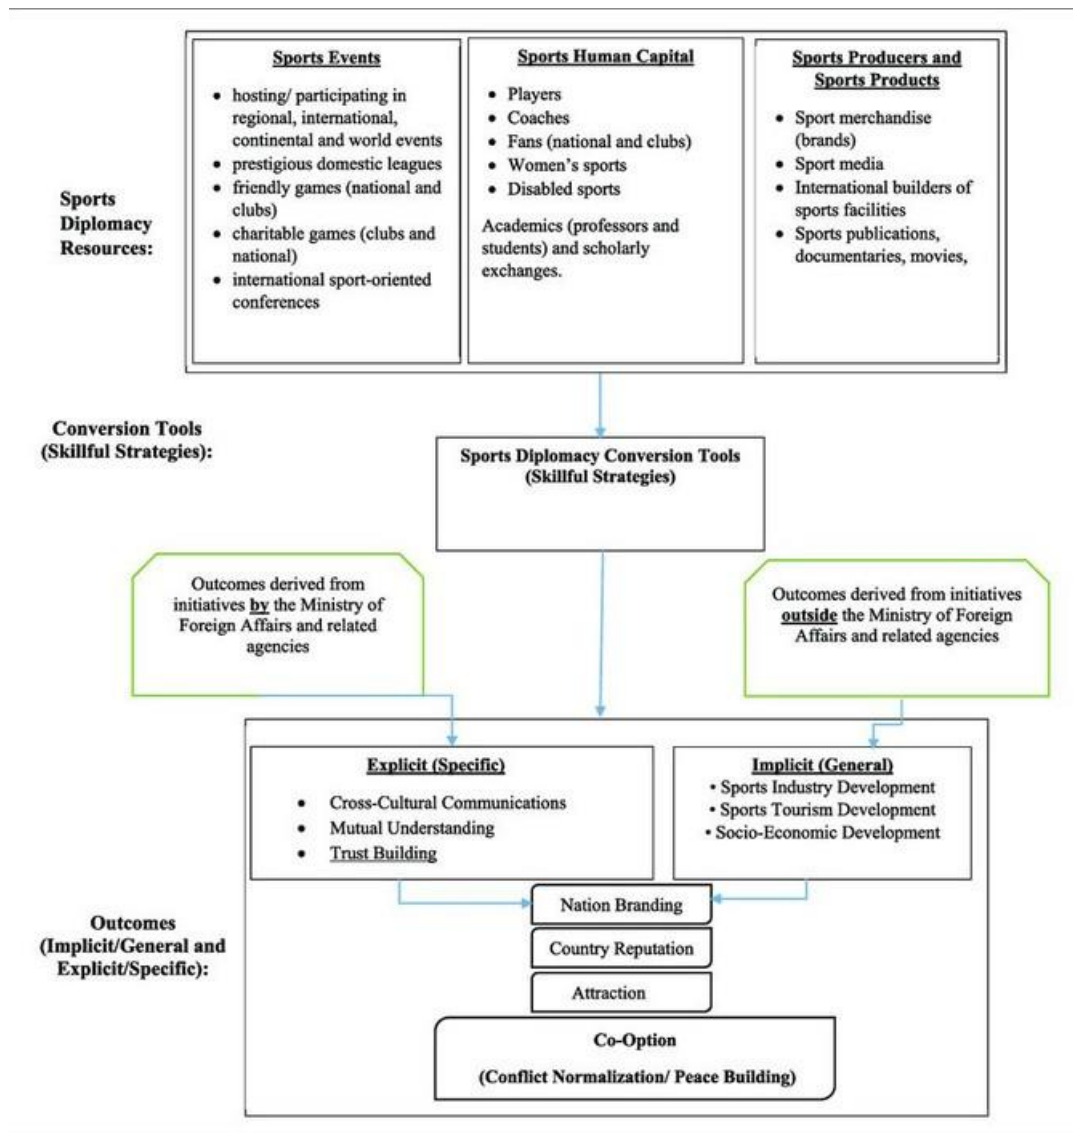 Sports
Diplomacy
Resources:
Sports Events
• hosting/ participating in
regional, international,
continental and world events
• prestigious domestic leagues
• friendly games (national and
clubs)
• charitable games (clubs and
national)
• international sport-oriented
conferences
Sports Human Capital
• Players
• Coaches
• Fans (national and clubs)
• Women's sports
• Disabled sports
Academics (professors and
students) and scholarly
exchanges.
Sports Producers and
Sports Products
• Sport merchandise
(brands)
• Sport media
• International builders of
sports facilities
• Sports publications,
documentaries, movies,
Conversion Tools
(Skillful Strategies):
Sports Diplomacy Conversion Tools
(Skillful Strategies)
Outcomes derived from
initiatives by the Ministry of
Foreign Affairs and related
agencies
Outcomes derived from initiatives
outside the Ministry of Foreign
Affairs and related agencies
Outcomes
(Implicit/General and
Explicit/Specific):
Explicit (Specific)
• Cross-Cultural Communications
• Mutual Understanding
• Trust Building
Implicit (General)
• Sports Industry Development
• Sports Tourism Development
• Socio-Economic Development
Nation Branding
Country Reputation
Attraction
Co-Option
(Conflict Normalization/ Peace Building)